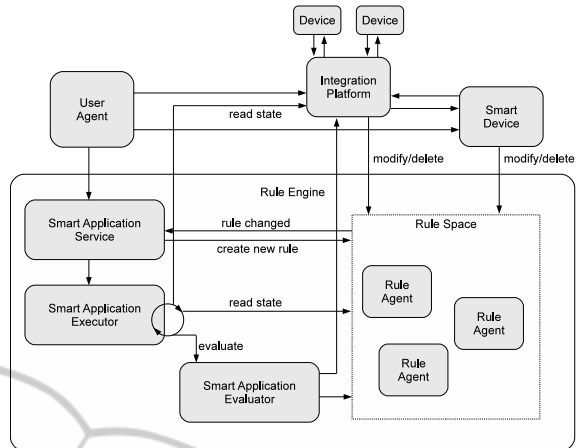 Device
Device
Integration
Platform
User
Agent
Smart
Device
read state
modify/delete
modify/delete
Rule Engine
Smart Application
Service
rule changed
create new rule
Rule Space
Smart Application
Executor
read state
evaluate
Smart Application
Evaluator
Rule
Agent
Rule
Agent
Rule
Agent